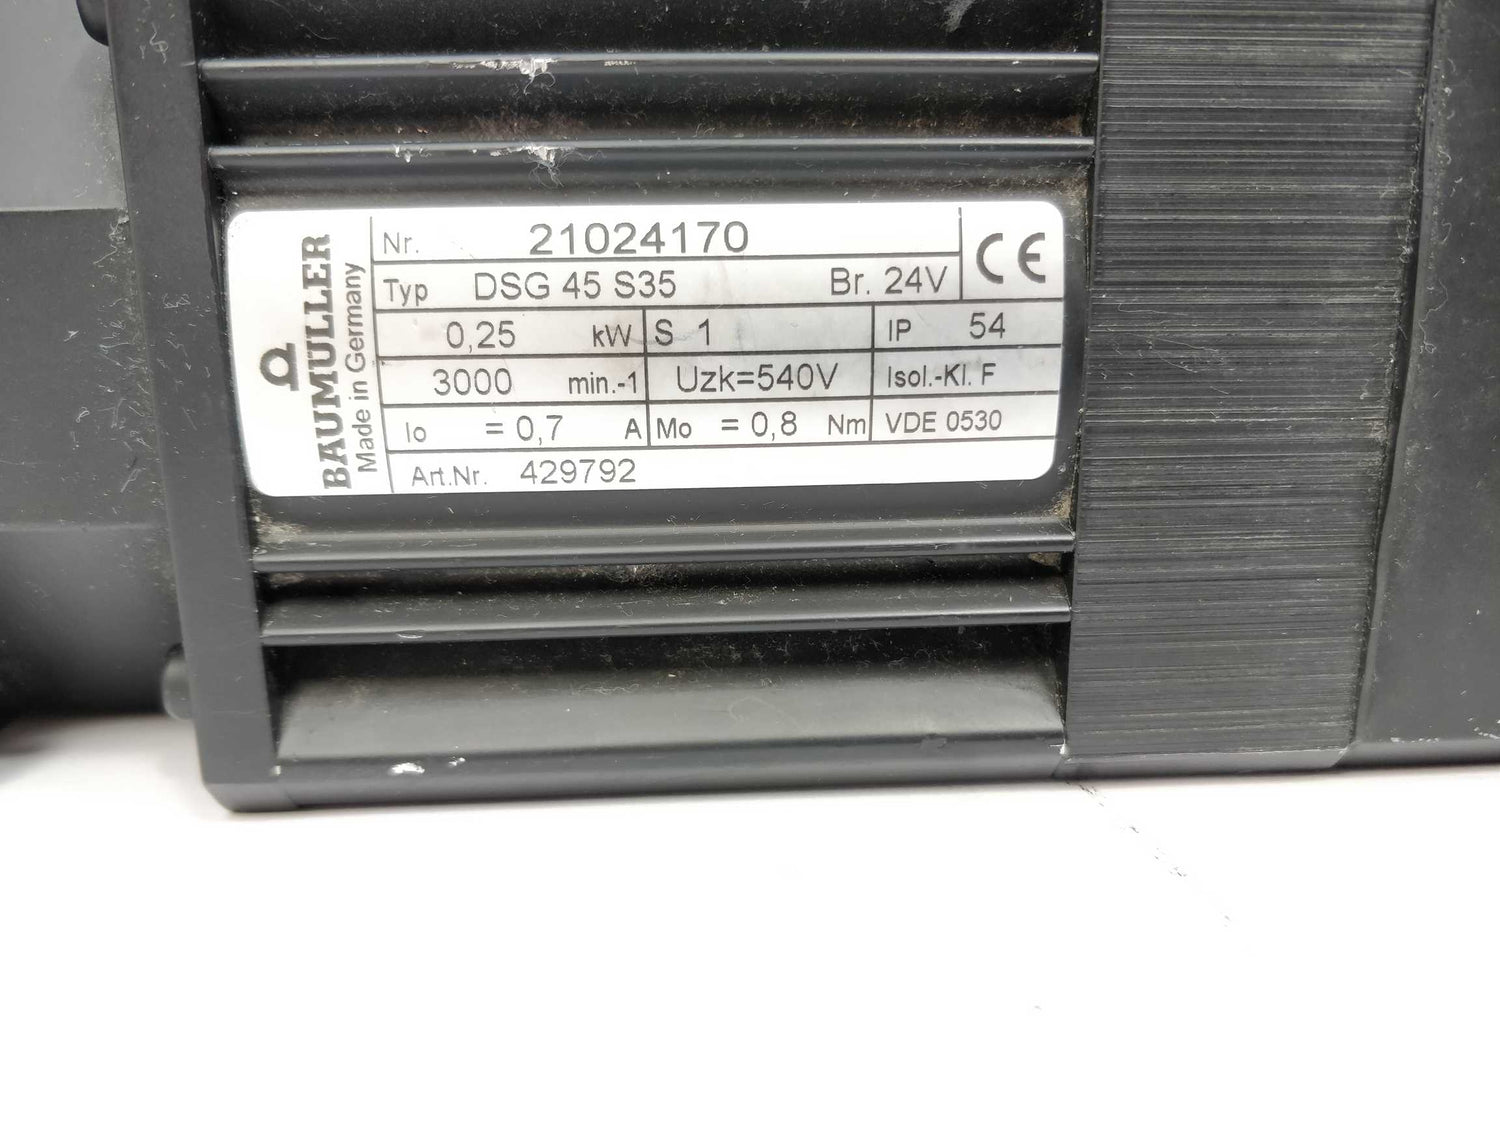 BAUMÜLLER
Made in Germany
Nr. 21024170
CE
Typ DSG 45 S35 Br. 24V
0,25 kW S 1 IP 54
3000 min.-1 Uzk=540V Isol.-Kl. F
Io = 0,7 A Mo = 0,8 Nm VDE 0530
Art.Nr. 429792